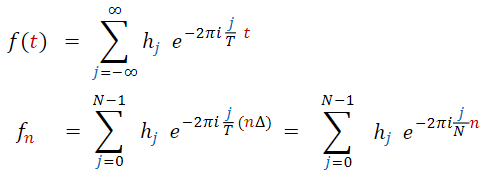 f(t) = ∑_{j=−∞}^{∞} h_j e^{−2πi (j/T) t}
f_n = ∑_{j=0}^{N−1} h_j e^{−2πi (j/T) (nΔ)} = ∑_{j=0}^{N−1} h_j e^{−2πi (j/N) n}